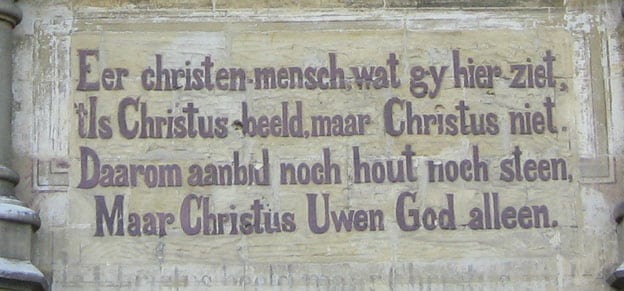 Eer christen-mensch, wat gy hier ziet,
'tIs Christus-beeld, maar Christus niet.
Daarom aanbid noch hout noch steen,
Maar Christus Uwen God alleen.